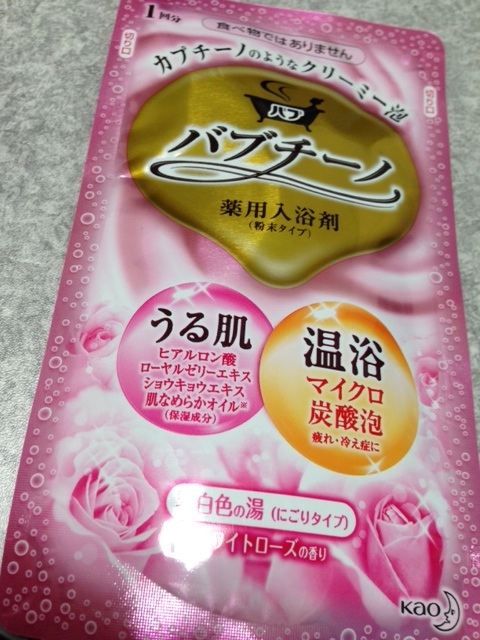 1回分
食べ物ではありません
カプチーノのようなクリーミー泡
バブ
バブチーノ
薬用入浴剤
(粉末タイプ)
うる肌
ヒアルロン酸
ローヤルゼリーエキス
ショウキョウエキス
肌なめらかオイル※
(保湿成分)
温浴
マイクロ
炭酸泡
疲れ・冷え症に
白色の湯(にごりタイプ)
イトローズの香り
KAO